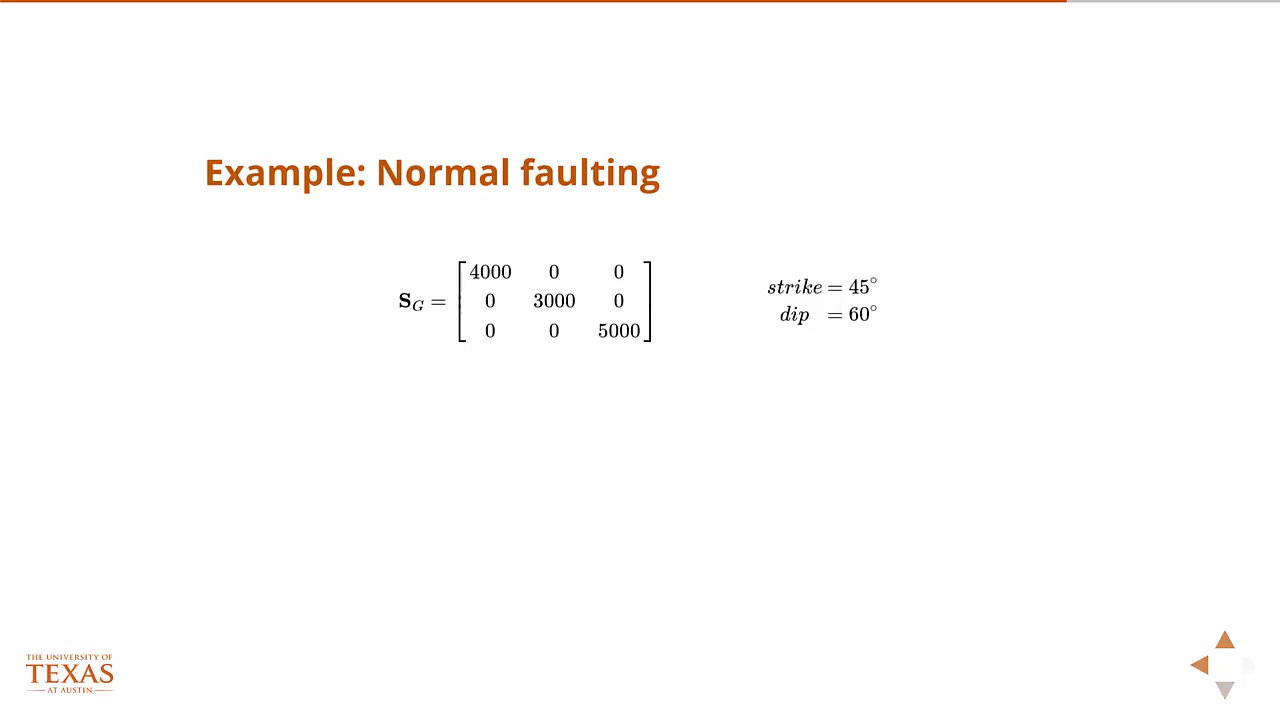 Example: Normal faulting
S_G = [ 4000 0 0
0 3000 0
0 0 5000 ]
strike = 45°
dip = 60°
THE UNIVERSITY OF
TEXAS
AT AUSTIN